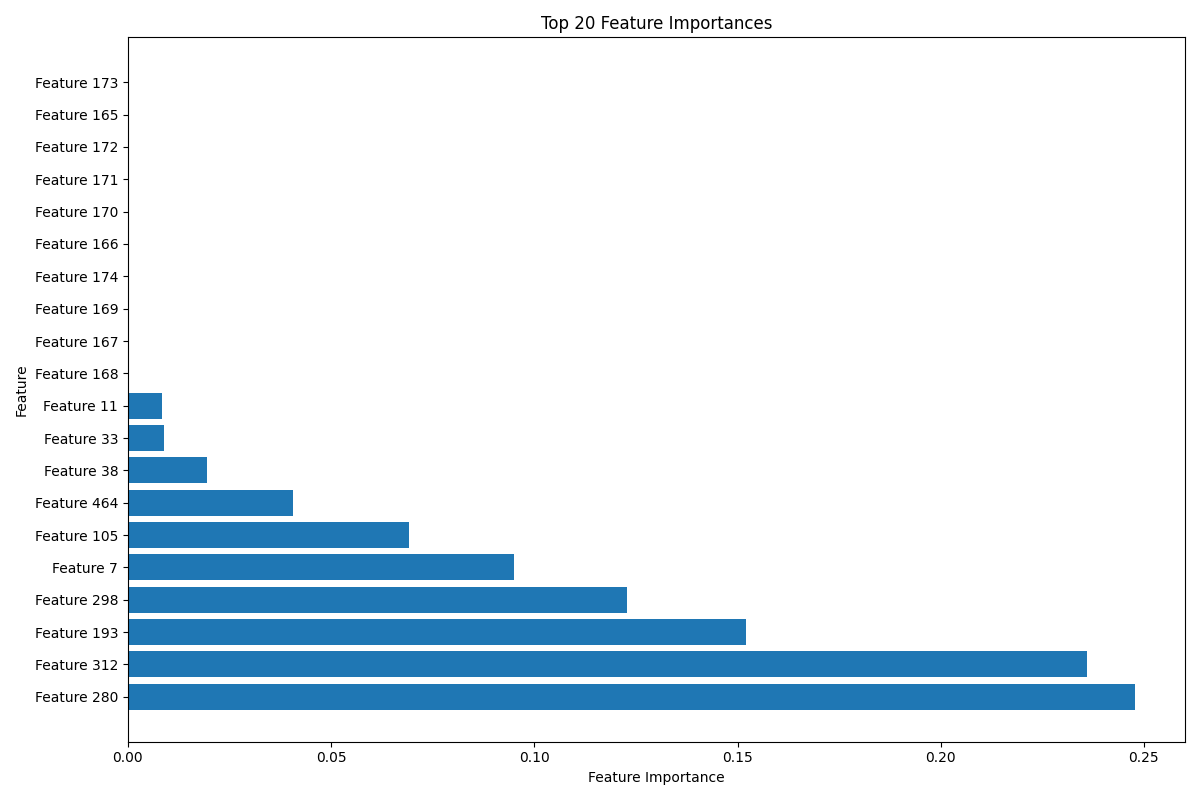 Top 20 Feature Importances
Feature
Feature 173
Feature 165
Feature 172
Feature 171
Feature 170
Feature 166
Feature 174
Feature 169
Feature 167
Feature 168
Feature 11
Feature 33
Feature 38
Feature 464
Feature 105
Feature 7
Feature 298
Feature 193
Feature 312
Feature 280
0.00 0.05 0.10 0.15 0.20 0.25
Feature Importance